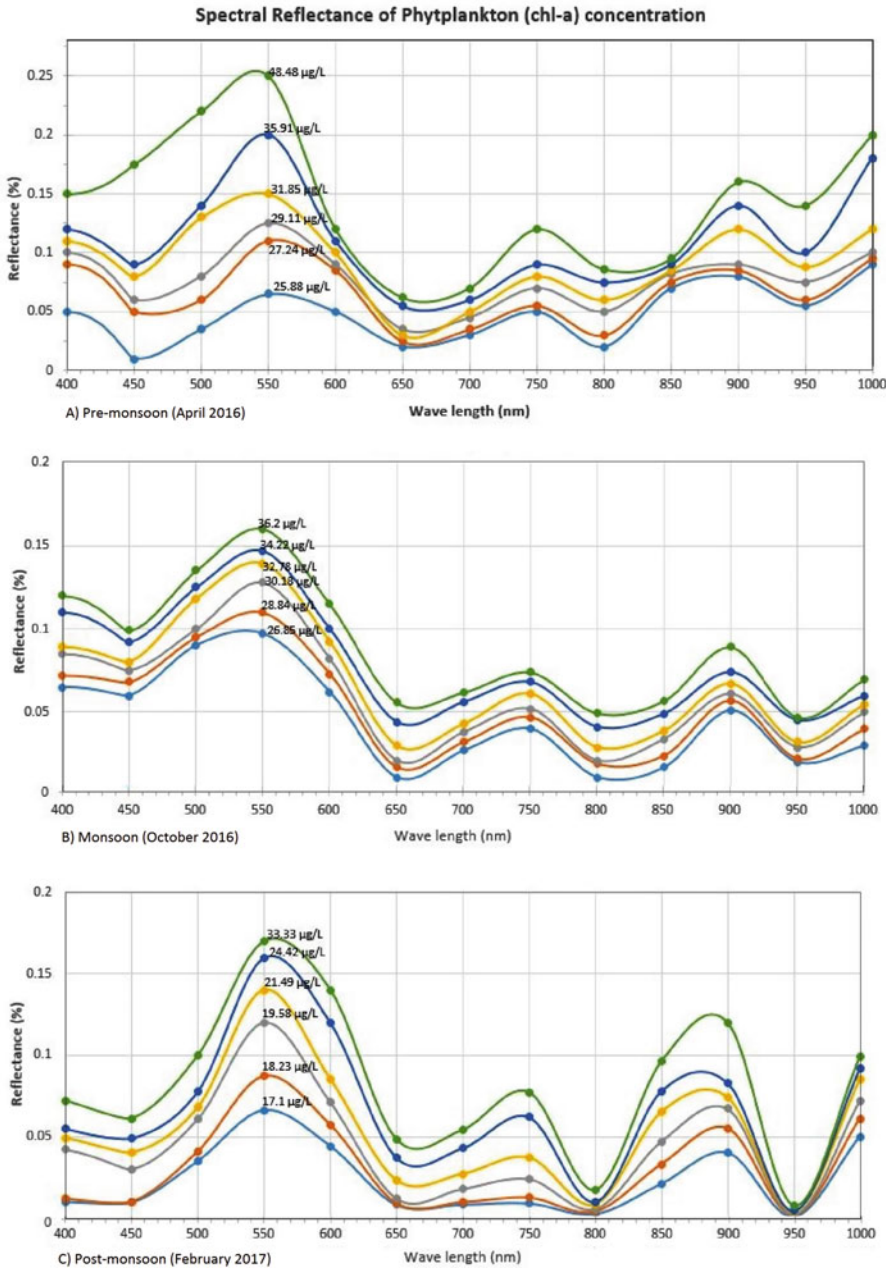 Spectral Reflectance of Phytplankton (chl-a) concentration
0.25
0.2
0.15
0.1
0.05
0
Reflectance (%)
48.48 µg/L
35.91 µg/L
31.85 µg/L
29.11 µg/L
27.24 µg/L
25.88 µg/L
400 450 500 550 600 650 700 750 800 850 900 950 1000
A) Pre-monsoon (April 2016)
Wave length (nm)
0.2
0.15
0.1
0.05
0
Reflectance (%)
36.2 µg/L
34.22 µg/L
32.78 µg/L
30.18 µg/L
28.84 µg/L
26.85 µg/L
400 450 500 550 600 650 700 750 800 850 900 950 1000
B) Monsoon (October 2016)
Wave length (nm)
0.2
0.15
0.1
0.05
0
Reflectance (%)
33.33 µg/L
24.42 µg/L
21.49 µg/L
19.58 µg/L
18.23 µg/L
17.1 µg/L
400 450 500 550 600 650 700 750 800 850 900 950 1000
C) Post-monsoon (February 2017)
Wave length (nm)